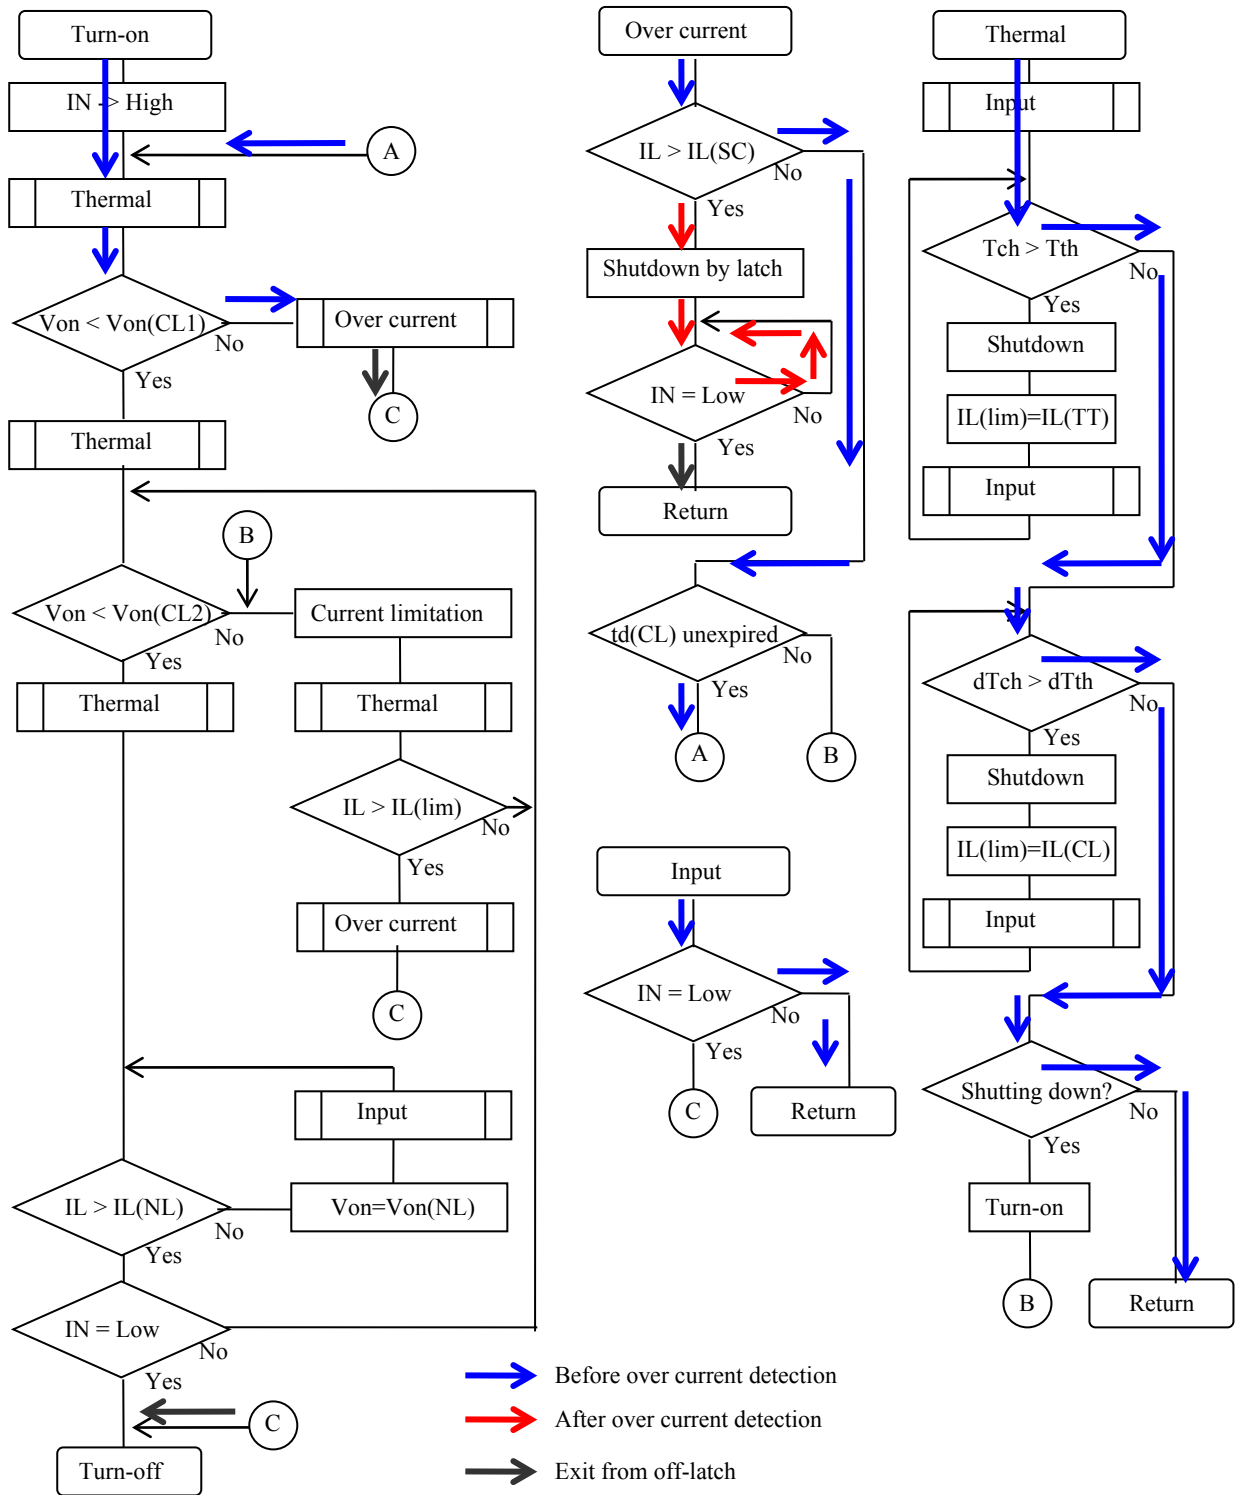 Turn-on
IN -> High
A
Thermal
Von < Von(CL1)
No
Yes
Over current
C
Thermal
B
Von < Von(CL2)
No
Yes
Current limitation
Thermal
Thermal
IL > IL(lim)
No
Yes
Over current
C
Input
Von=Von(NL)
IL > IL(NL)
No
Yes
IN = Low
No
Yes
C
Turn-off
Over current
IL > IL(SC)
No
Yes
Shutdown by latch
IN = Low
No
Yes
Return
td(CL) unexpired
No
Yes
A
B
Input
IN = Low
No
Yes
C
Return
Thermal
Input
Tch > Tth
No
Yes
Shutdown
IL(lim)=IL(TT)
Input
dTch > dTth
No
Yes
Shutdown
IL(lim)=IL(CL)
Input
Shutting down?
No
Yes
Turn-on
B
Return
Before over current detection
After over current detection
Exit from off-latch